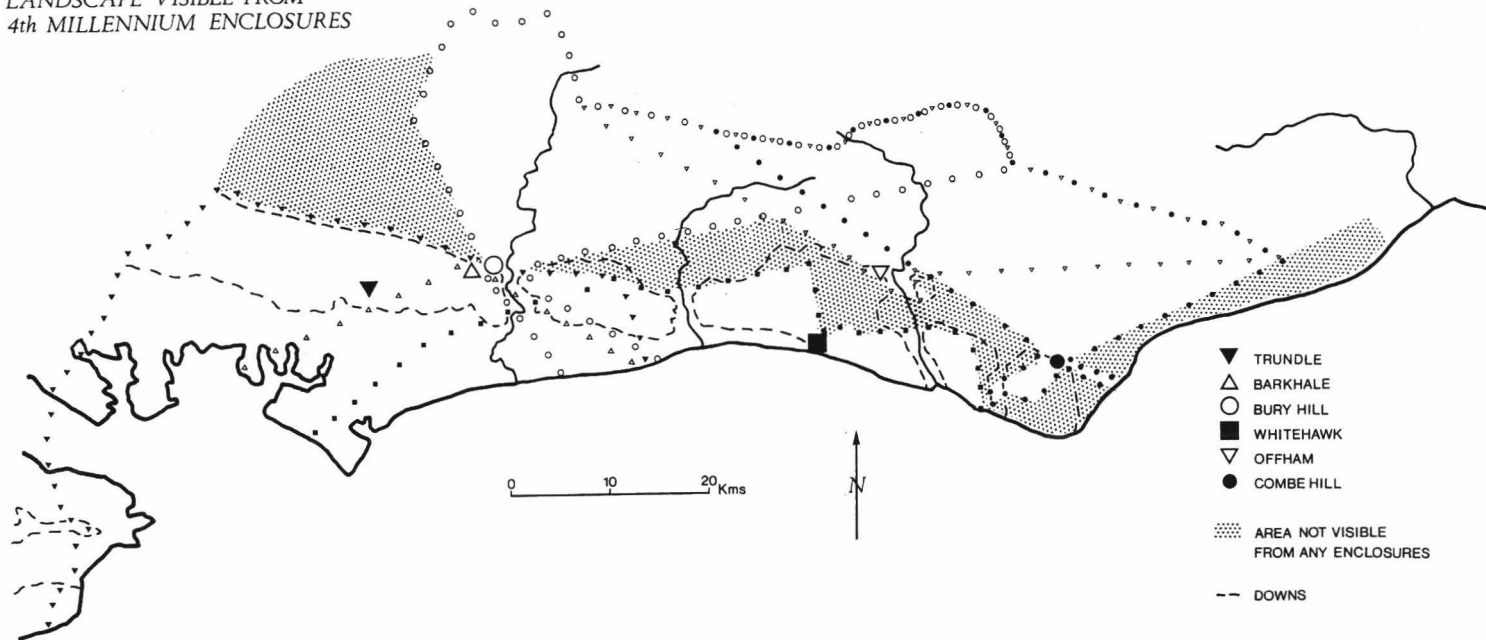 LANDSCAPE VISIBLE FROM
4th MILLENNIUM ENCLOSURES
0 10 20 Kms
N
TRUNDLE
BARKHALE
BURY HILL
WHITEHAWK
OFFHAM
COMBE HILL
AREA NOT VISIBLE
FROM ANY ENCLOSURES
DOWNS